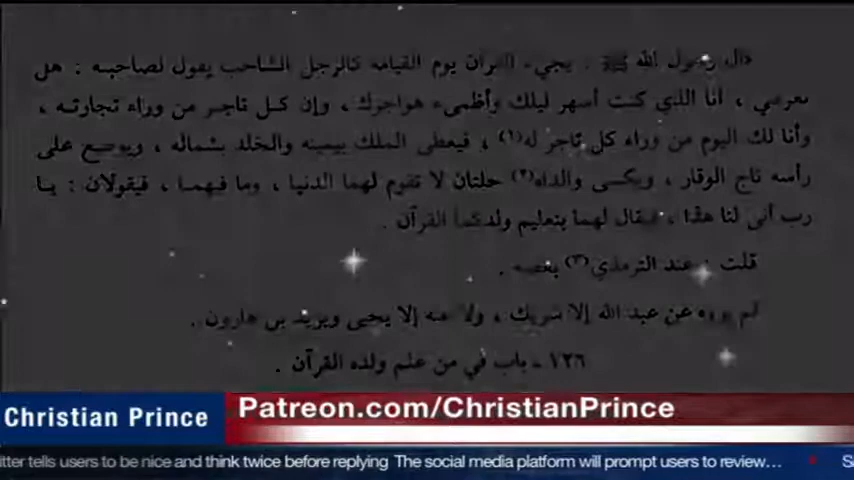 قال رسول الله ﷺ : يجيء القرآن يوم القيامة كالرجل الشاحب يقول لصاحبه : هل
تعرفني ، أنا الذي كنت أسهر ليلك وأظمىء هواجرك ، وإن كل تاجر من وراء تجارته ،
وأنا لك اليوم من وراء كل تاجر له(١) ، فيعطى الملك بيمينه والخلد بشماله ، ويوضع على
رأسه تاج الوقار ، ويكسى والداه(٢) حلتان لا تقوم لهما الدنيا ، وما فيهما ، فيقولان : يا
رب أنى لنا هذا ، فيقال لهما بتعليم ولدكما القرآن .
قلت : عند الترمذي(٣) بعضه .
لم يروه عن عبد الله إلا شريك ، ولا عنه إلا يحيى ويزيد بن هارون .
١٢٦ - باب في من علم ولده القرآن .
Christian Prince
Patreon.com/ChristianPrince
itter tells users to be nice and think twice before replying The social media platform will prompt users to review…